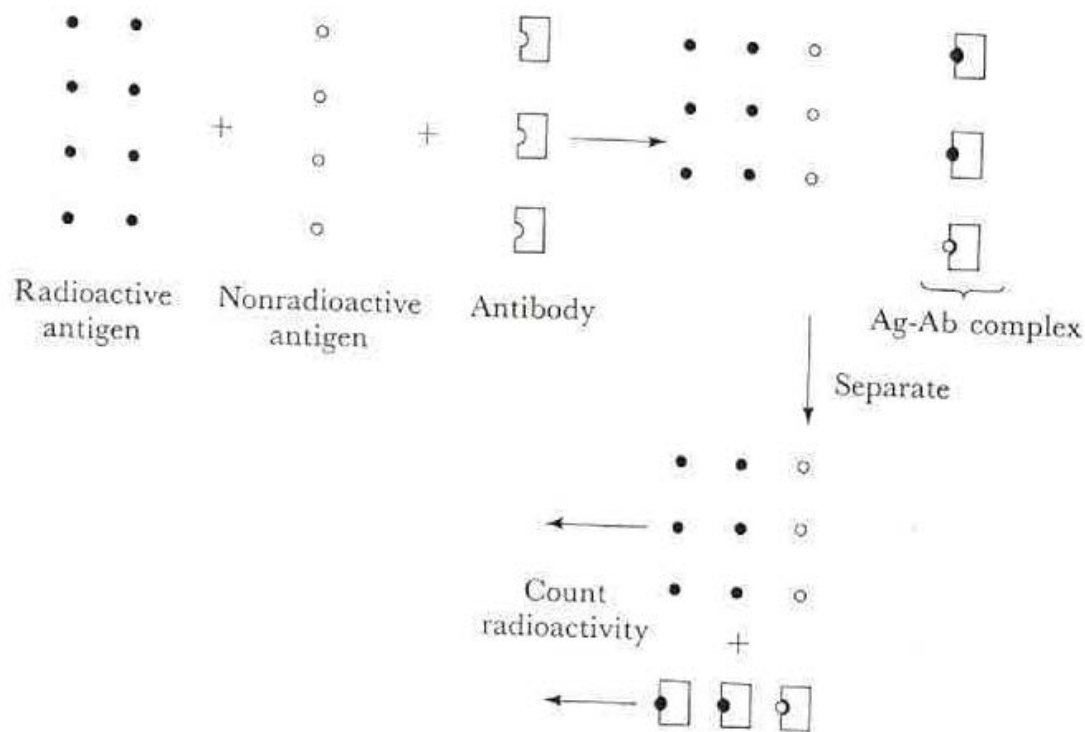 +
+
Radioactive
antigen
Nonradioactive
antigen
Antibody
Ag-Ab complex
Separate
Count
radioactivity
+